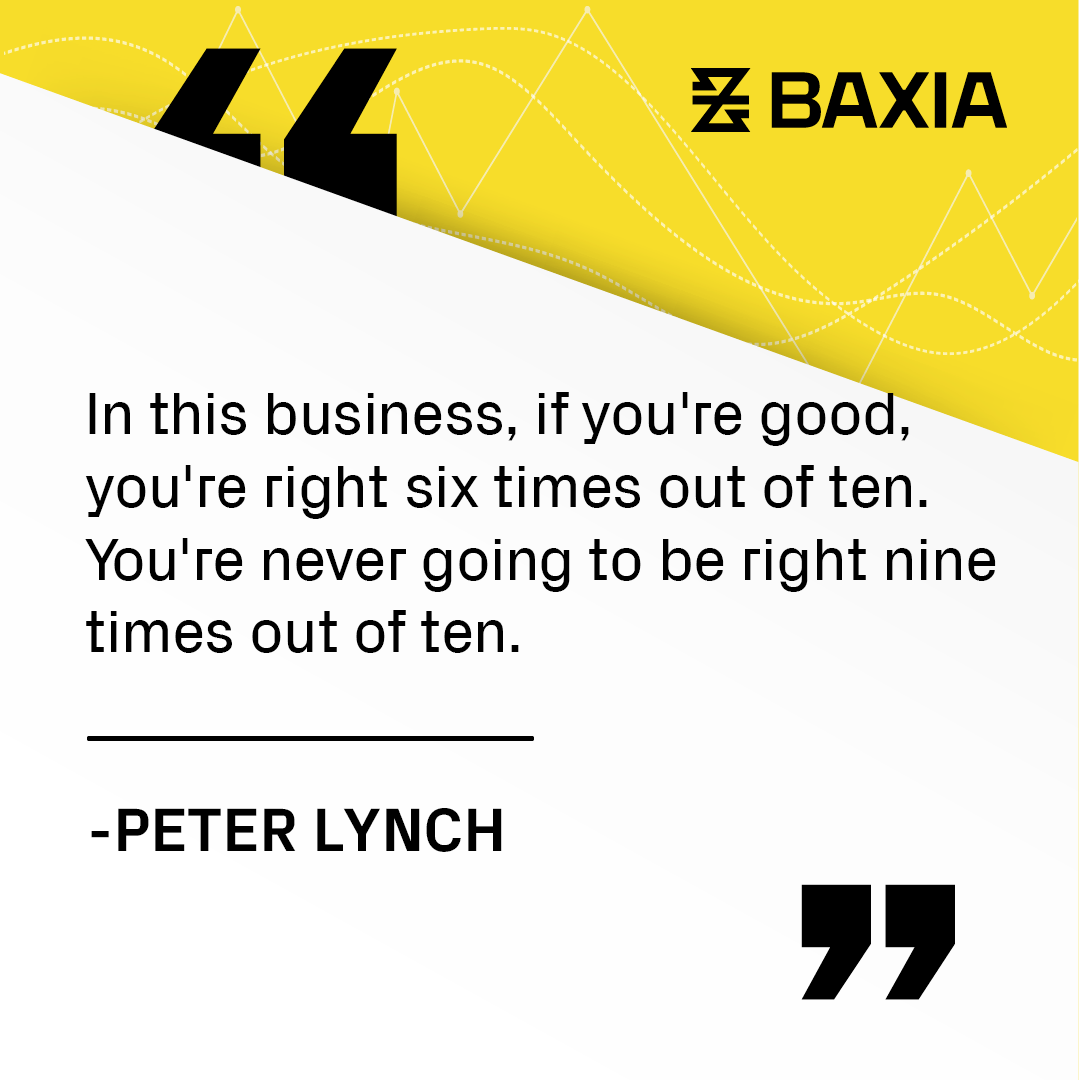 BAXIA
“
In this business, if you're good,
you're right six times out of ten.
You're never going to be right nine
times out of ten.
-PETER LYNCH
”